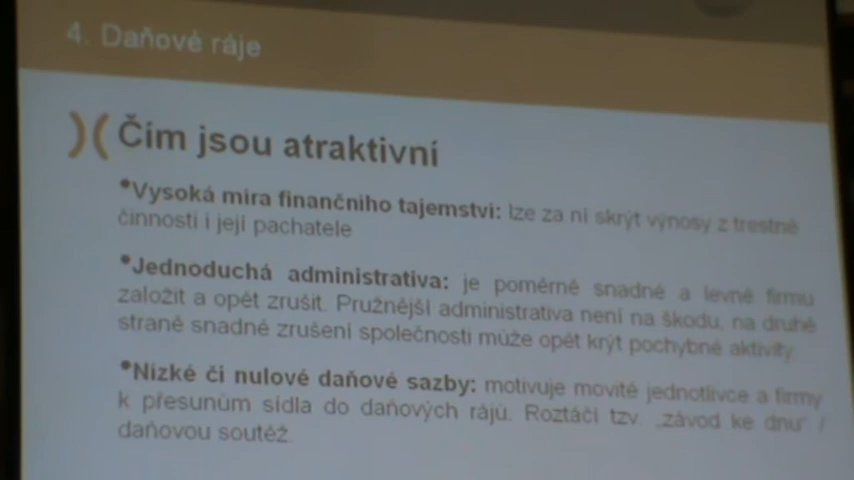 4. Daňové ráje
Čím jsou atraktivní
•Vysoká míra finančního tajemství: lze za ní skrýt výnosy z trestné
činnosti i její pachatele
•Jednoduchá administrativa: je poměrně snadné a levné firmu
založit a opět zrušit. Pružnější administrativa není na škodu, na druhé
straně snadné zrušení společnosti může opět krýt pochybné aktivity
•Nízké či nulové daňové sazby: motivuje movité jednotlivce a firmy
k přesunům sídla do daňových rájů. Roztáčí tzv. „závod ke dnu“ /
daňovou soutěž.